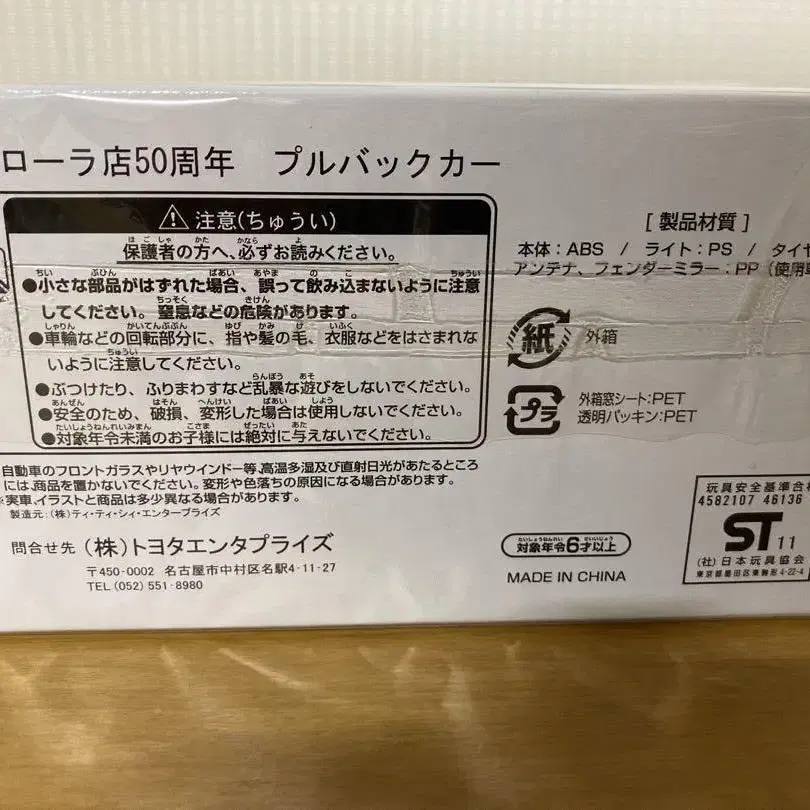 ローラ店50周年 プルバックカー
注意(ちゅうい)
保護者の方へ、必ずお読みください。
●小さな部品がはずれた場合、誤って飲み込まないように注意
してください。窒息などの危険があります。
●車輪などの回転部分に、指や髪の毛、衣服などをはさまれな
いように注意してください。
●ぶつけたり、ふりまわすなど乱暴な遊びをしないでください。
●安全のため、破損、変形した場合は使用しないでください。
●対象年令未満のお子様には絶対に与えないでください。
自動車のフロントガラスやリヤウインドー等、高温多湿及び直射日光があたるところ
には、商品を置かないでください。変形や色落ちの原因になる場合があります。
※実車、イラストと商品は多少異なる場合があります。
製造元:(株)ティ・ティ・シィ・エンタープライズ
問合せ先 (株)トヨタエンタプライズ
〒450-0002 名古屋市中村区名駅4-11-27
TEL(052)551-8980
[製品材質]
本体:ABS / ライト:PS / タイヤ
アンテナ、フェンダーミラー:PP(使用
紙 外箱
プラ 外箱窓シート:PET
透明パッキン:PET
対象年令6才以上
MADE IN CHINA
玩具安全基準合格
4582107 46136
ST 11
(社)日本玩具協会
東京都墨田区東駒形4-22-4